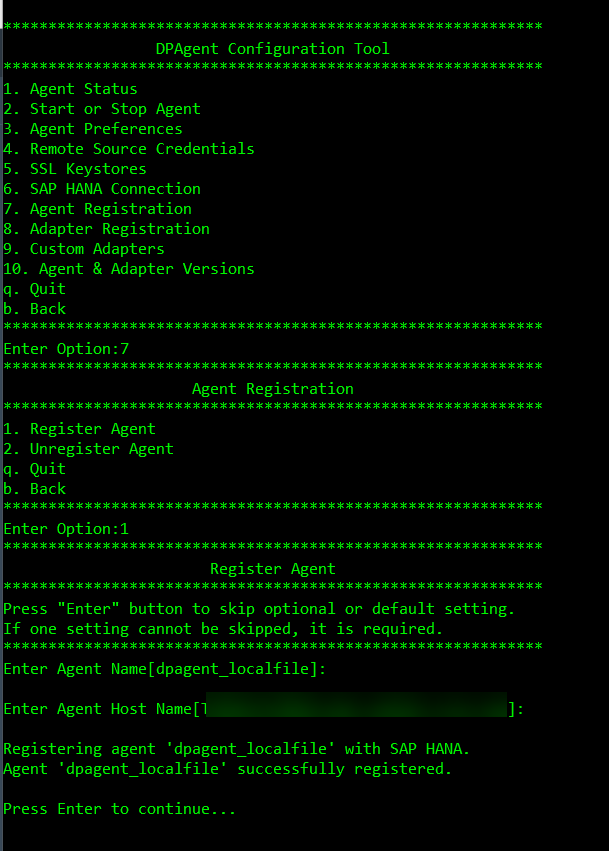 ************************************************************
DPAgent Configuration Tool
************************************************************
1. Agent Status
2. Start or Stop Agent
3. Agent Preferences
4. Remote Source Credentials
5. SSL Keystores
6. SAP HANA Connection
7. Agent Registration
8. Adapter Registration
9. Custom Adapters
10. Agent & Adapter Versions
q. Quit
b. Back
************************************************************
Enter Option:7
************************************************************
Agent Registration
************************************************************
1. Register Agent
2. Unregister Agent
q. Quit
b. Back
************************************************************
Enter Option:1
************************************************************
Register Agent
************************************************************
Press "Enter" button to skip optional or default setting.
If one setting cannot be skipped, it is required.
************************************************************
Enter Agent Name[dpagent_localfile]:
Enter Agent Host Name[ ]:
Registering agent 'dpagent_localfile' with SAP HANA.
Agent 'dpagent_localfile' successfully registered.
Press Enter to continue...